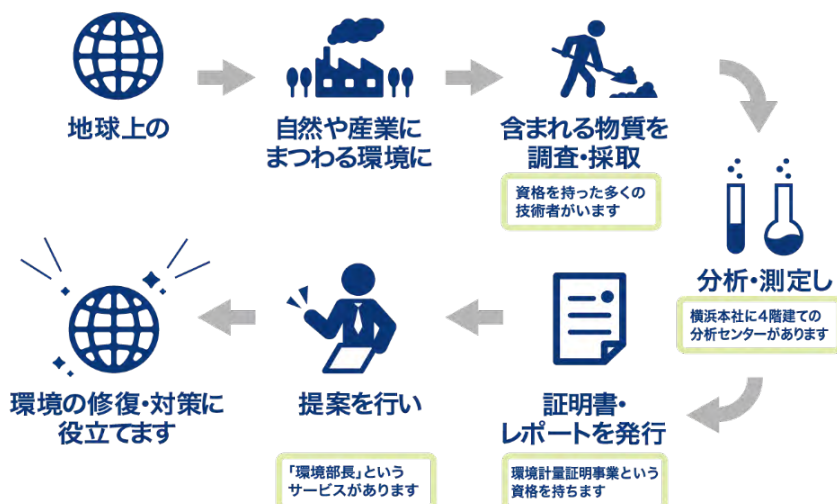 地球上の
自然や産業に
まつわる環境に
含まれる物質を
調査・採取
資格を持った多くの
技術者がいます
分析・測定し
横浜本社に4階建ての
分析センターがあります
証明書・
レポートを発行
環境計量証明事業という
資格を持ちます
提案を行い
「環境部長」という
サービスがあります
環境の修復・対策に
役立てます